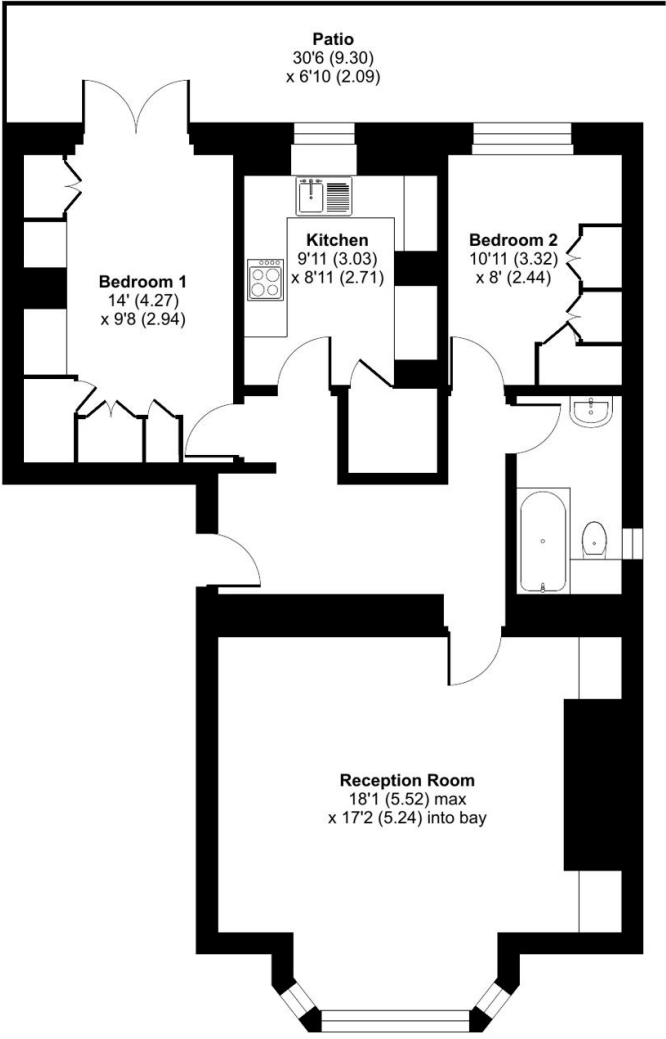 Patio
30'6 (9.30)
x 6'10 (2.09)
Bedroom 1
14' (4.27)
x 9'8 (2.94)
Kitchen
9'11 (3.03)
x 8'11 (2.71)
Bedroom 2
10'11 (3.32)
x 8' (2.44)
Reception Room
18'1 (5.52) max
x 17'2 (5.24) into bay